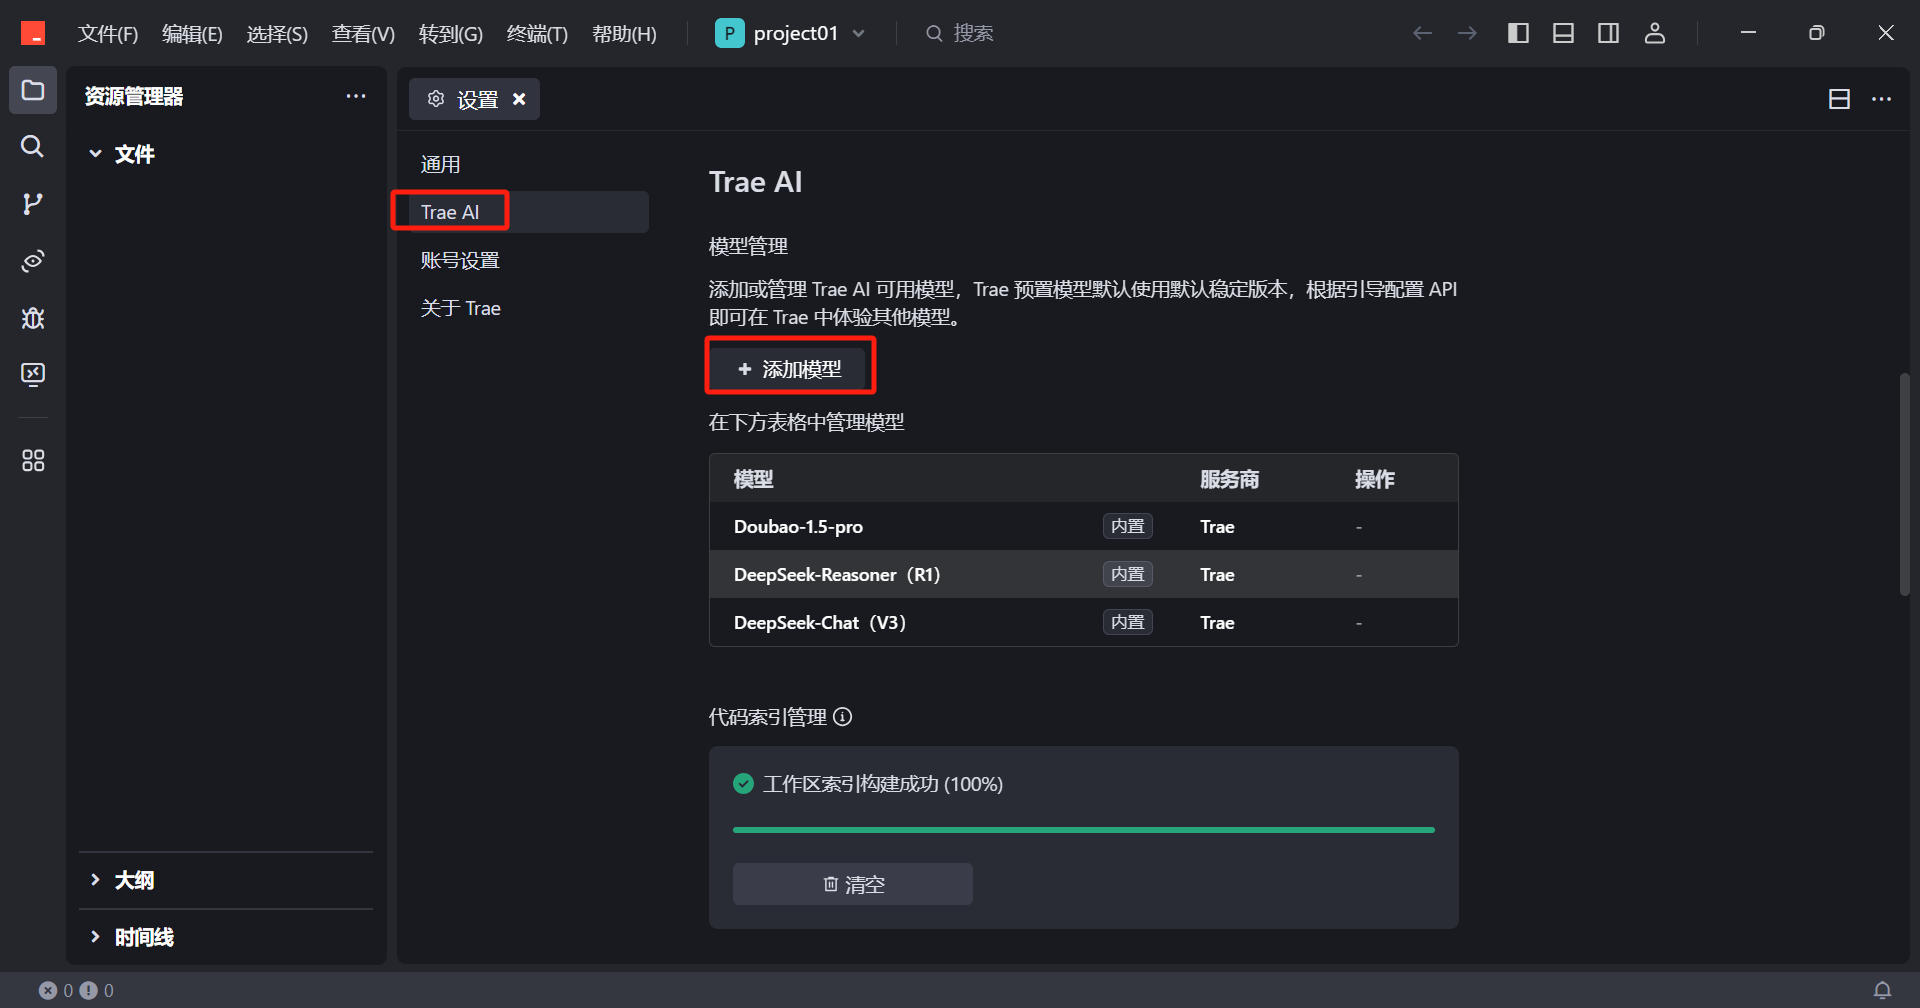 文件(F) 编辑(E) 选择(S) 查看(V) 转到(G) 终端(T) 帮助(H) P project01 搜索
资源管理器
文件
大纲
时间线
设置
通用
Trae AI
账号设置
关于 Trae
Trae AI
模型管理
添加或管理 Trae AI 可用模型，Trae 预置模型默认使用默认稳定版本，根据引导配置 API
即可在 Trae 中体验其他模型。
+ 添加模型
在下方表格中管理模型
模型 服务商 操作
Doubao-1.5-pro 内置 Trae -
DeepSeek-Reasoner（R1） 内置 Trae -
DeepSeek-Chat（V3） 内置 Trae -
代码索引管理
工作区索引构建成功 (100%)
清空
0 0